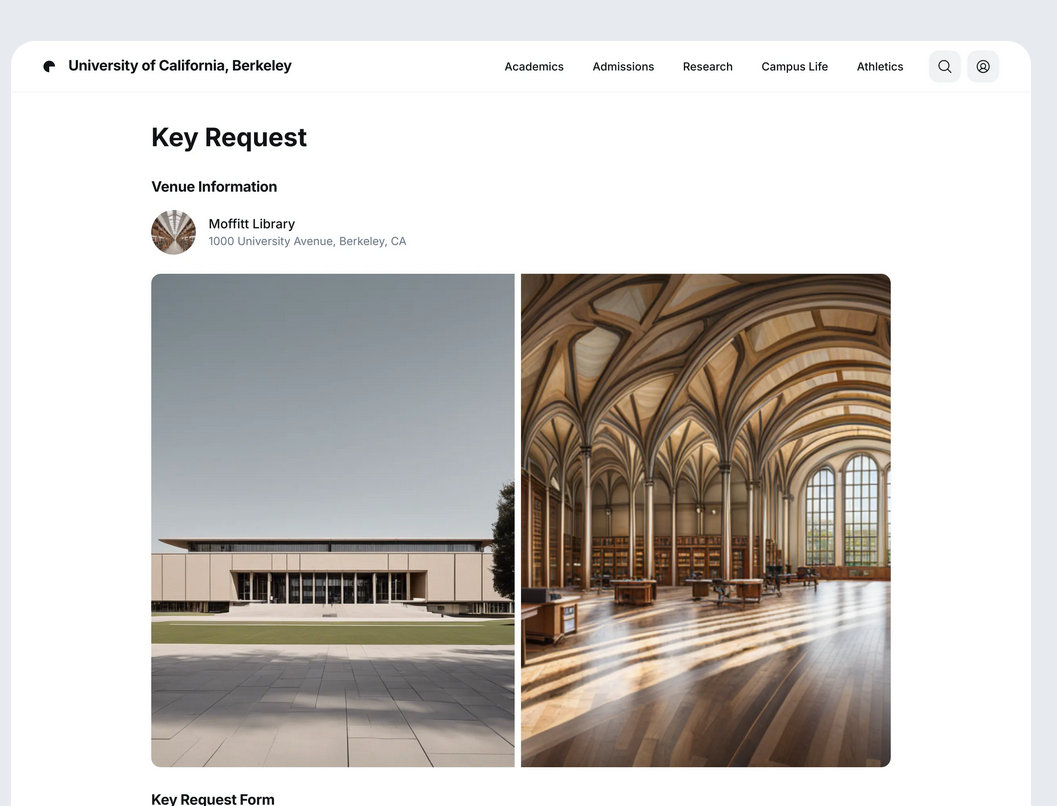 University of California, Berkeley
Academics
Admissions
Research
Campus Life
Athletics
Key Request
Venue Information
Moffitt Library
1000 University Avenue, Berkeley, CA
Key Request Form